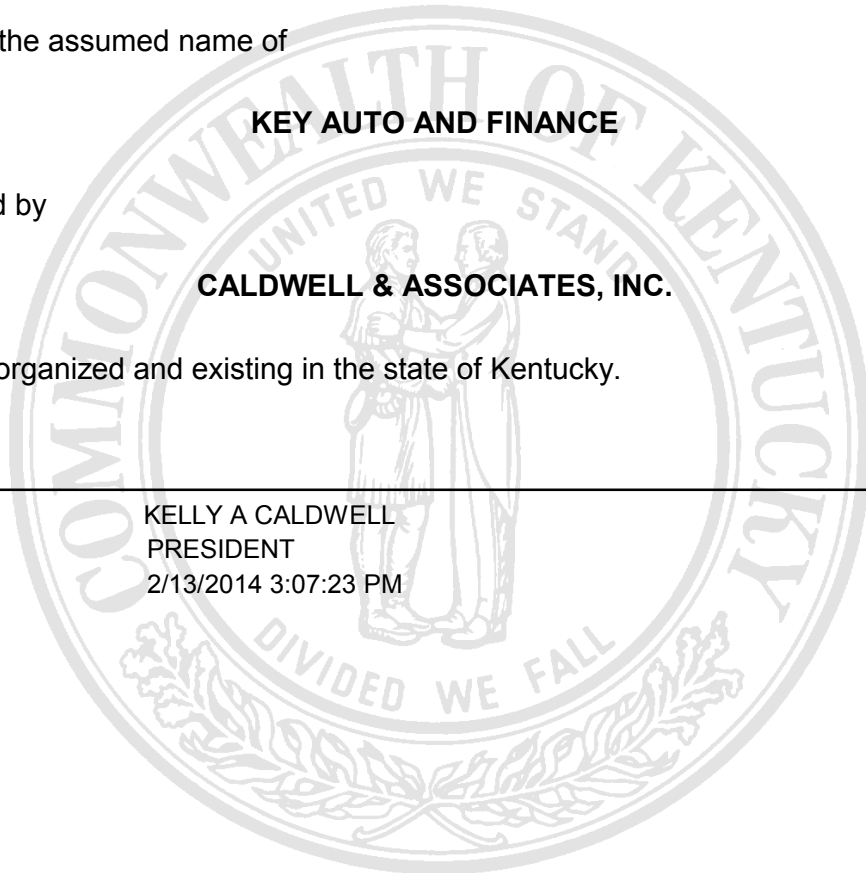 the assumed name of
KEY AUTO AND FINANCE
d by
CALDWELL & ASSOCIATES, INC.
organized and existing in the state of Kentucky.
KELLY A CALDWELL
PRESIDENT
2/13/2014 3:07:23 PM
COMMONWEALTH OF KENTUCKY
UNITED WE STAND
DIVIDED WE FALL